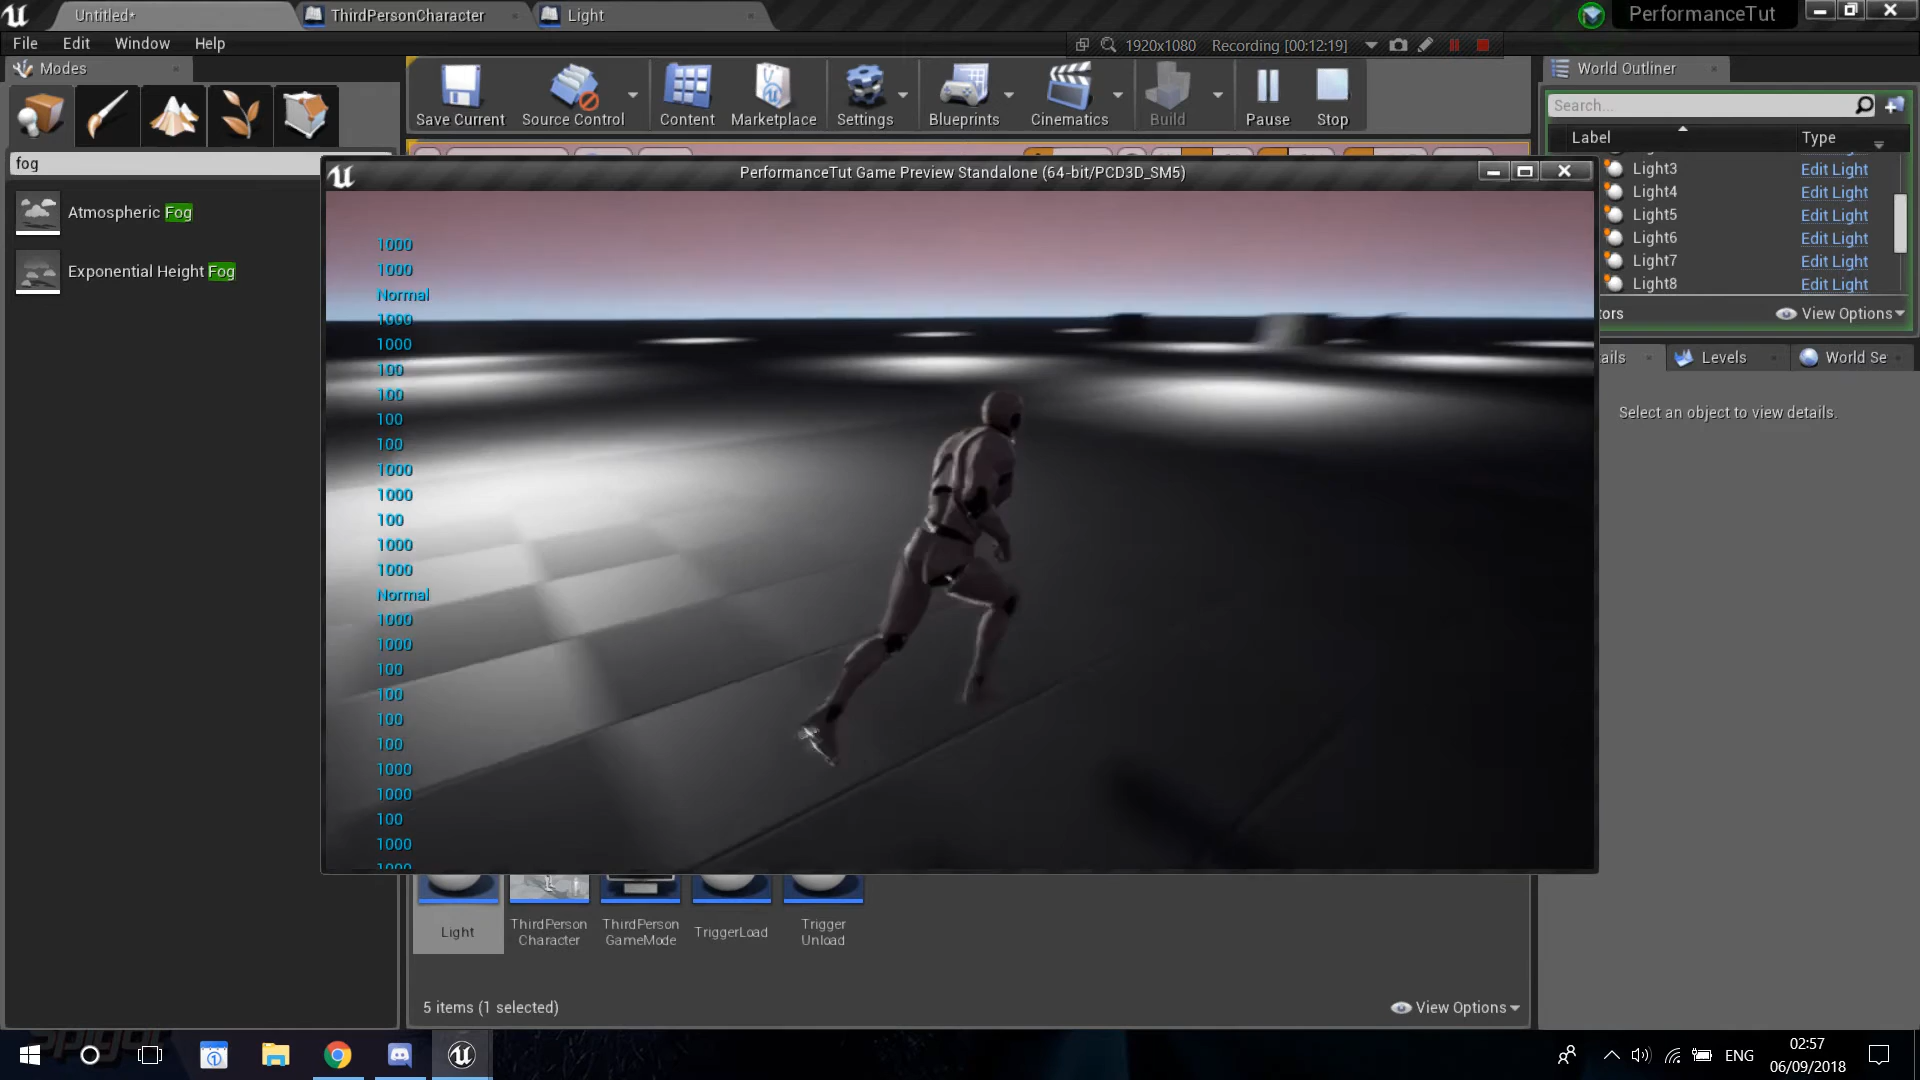 Untitled*
ThirdPersonCharacter
Light
PerformanceTut
File Edit Window Help
1920x1080 Recording [00:12:19]
Modes
World Outliner
Save Current
Source Control
Content
Marketplace
Settings
Blueprints
Cinematics
Build
Pause
Stop
Search...
Label
Type
fog
Atmospheric Fog
Exponential Height Fog
PerformanceTut Game Preview Standalone (64-bit/PCD3D_SM5)
Light3 Edit Light
Light4 Edit Light
Light5 Edit Light
Light6 Edit Light
Light7 Edit Light
Light8 Edit Light
tors
View Options
ails
Levels
World Se
Select an object to view details.
1000
1000
Normal
1000
1000
100
100
100
100
1000
1000
100
1000
1000
Normal
1000
1000
100
100
100
100
1000
1000
100
1000
1000
Light
ThirdPerson
Character
ThirdPerson
GameMode
TriggerLoad
Trigger
Unload
5 items (1 selected)
View Options
ENG
02:57
06/09/2018